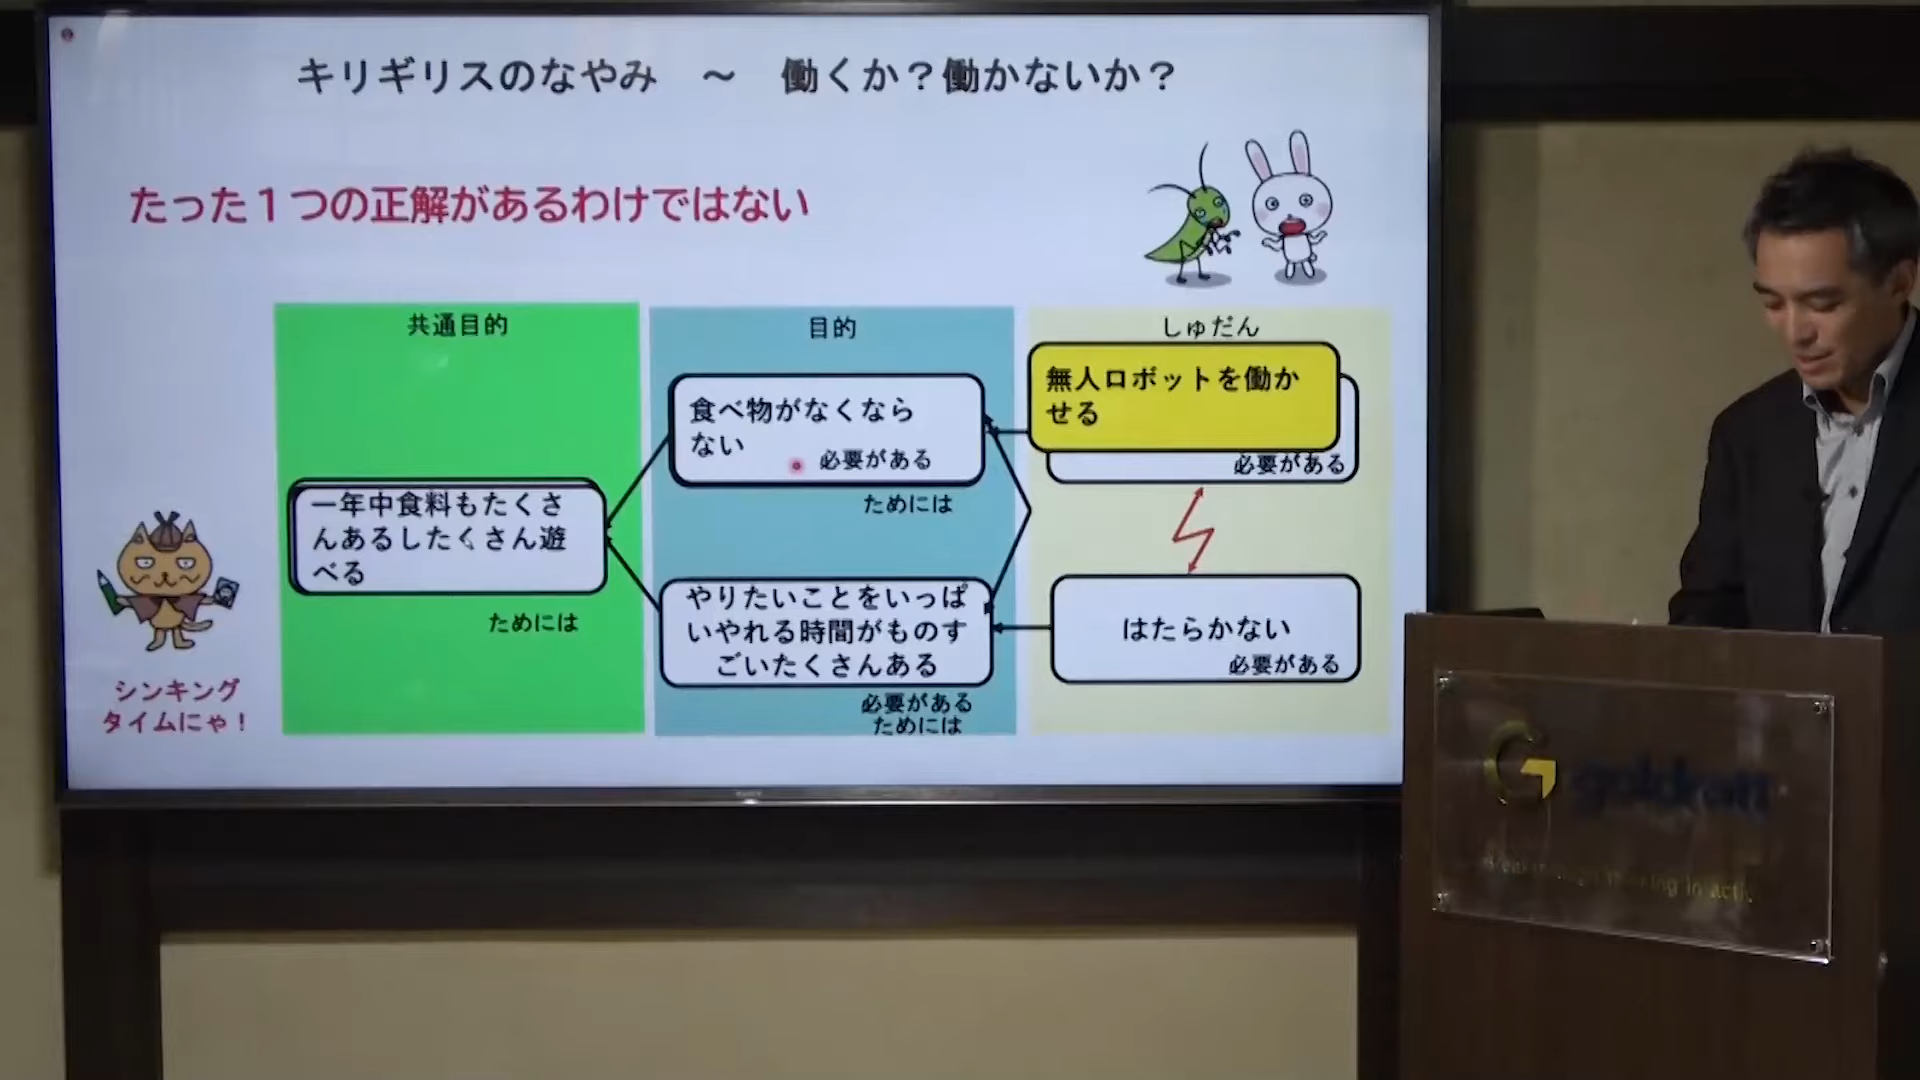 キリギリスのなやみ　～　働くか？働かないか？
たった１つの正解があるわけではない
共通目的
目的
しゅだん
無人ロボットを働か
せる
必要がある
食べ物がなくなら
ない
必要がある
ためには
一年中食料もたくさ
んあるしたくさん遊
べる
ためには
やりたいことをいっぱ
いやれる時間がものす
ごいたくさんある
必要がある
ためには
はたらかない
必要がある
シンキング
タイムにゃ！
goldratt